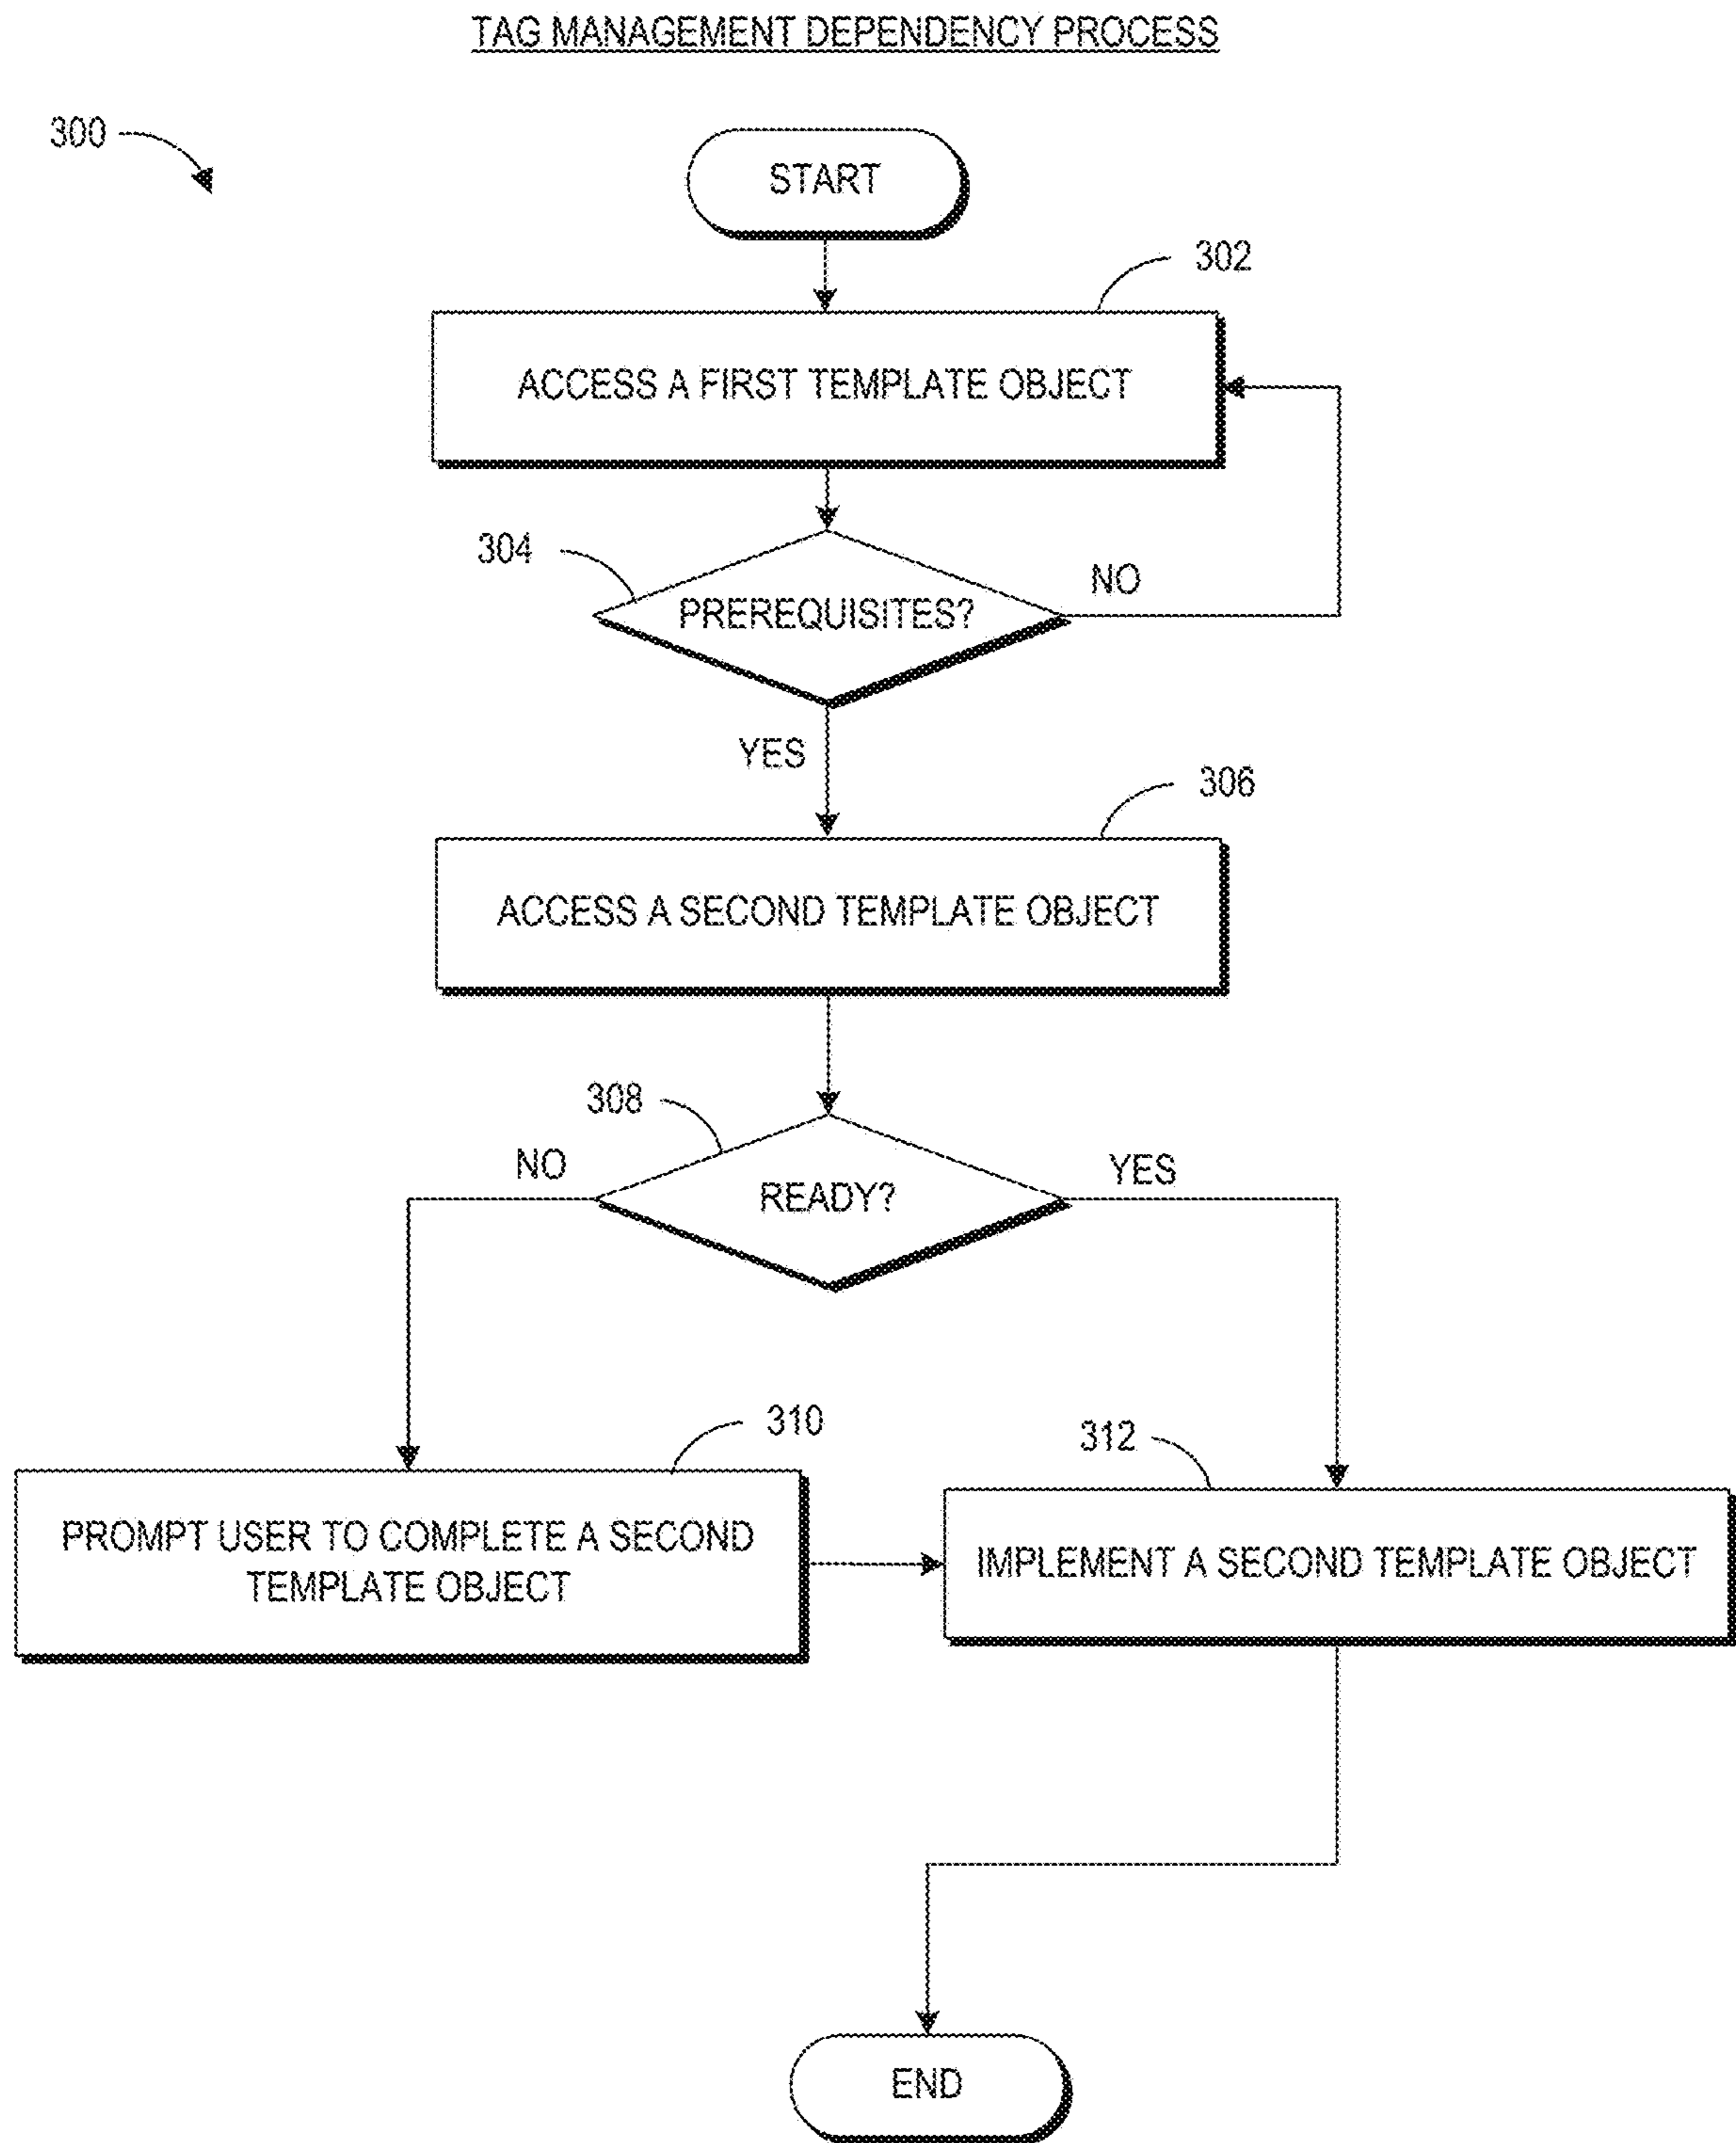 TAG MANAGEMENT DEPENDENCY PROCESS
300
START
302
ACCESS A FIRST TEMPLATE OBJECT
304
PREREQUISITES?
NO
YES
306
ACCESS A SECOND TEMPLATE OBJECT
308
NO
READY?
YES
310
PROMPT USER TO COMPLETE A SECOND
TEMPLATE OBJECT
312
IMPLEMENT A SECOND TEMPLATE OBJECT
END